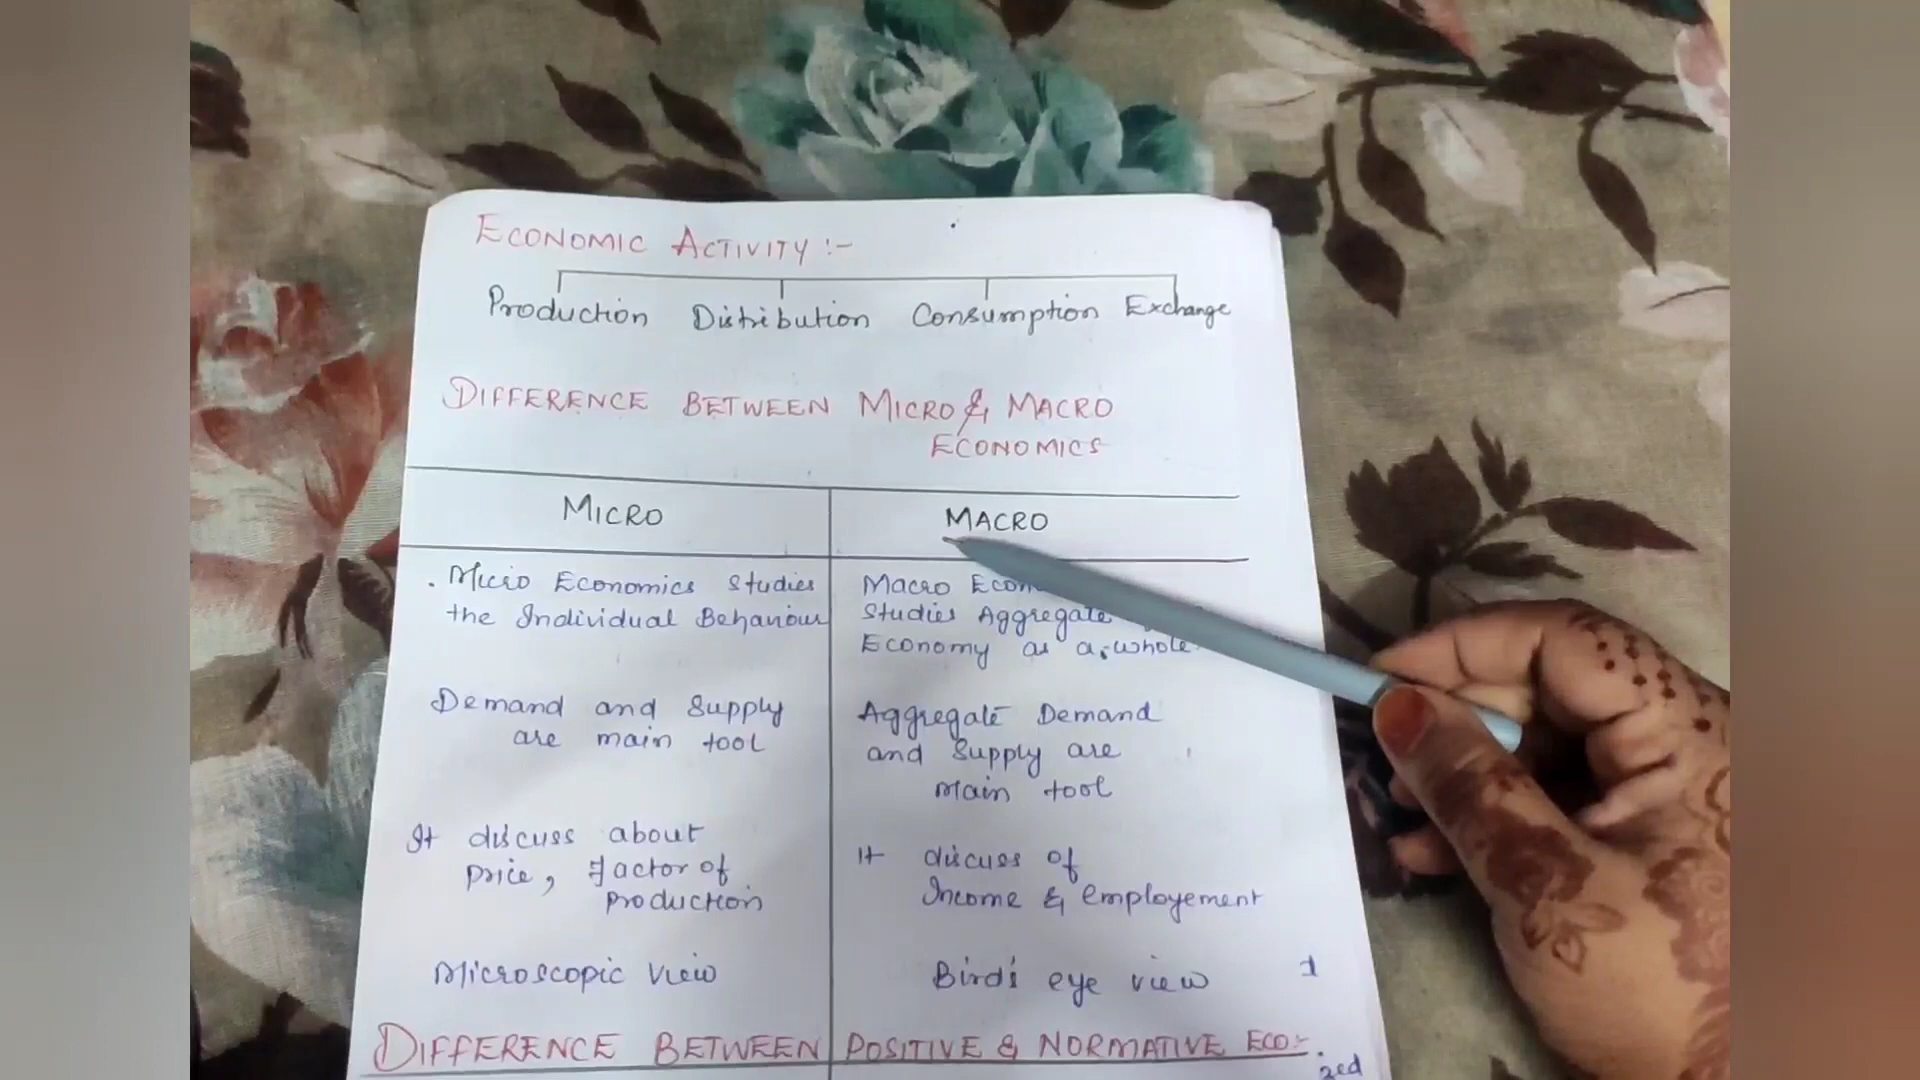 ECONOMIC ACTIVITY :-
Production Distribution Consumption Exchange
DIFFERENCE BETWEEN MICRO & MACRO
ECONOMICS
MICRO
. Micro Economics Studies
the Individual Behaviour
Demand and Supply
are main tool
It discuss about
price, factor of
production
Microscopic View
MACRO
Macro
Studies Aggregate
Economy as a whole
Aggregate Demand
and Supply are
main tool
It discuss of
Income & employement
Bird's eye view
DIFFERENCE BETWEEN POSITIVE & NORMATIVE ECO:-